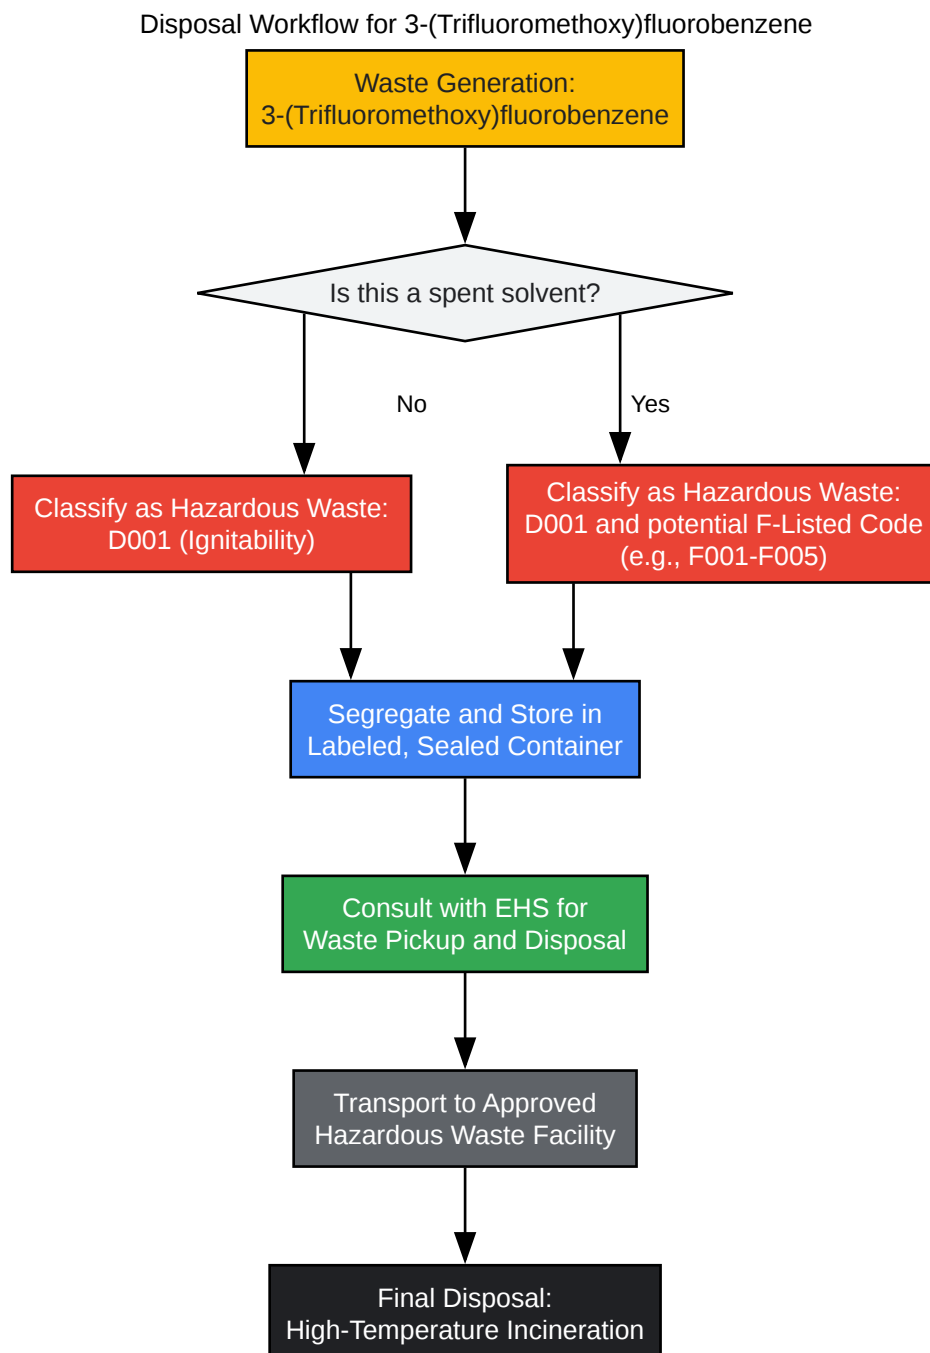 Disposal Workflow for 3-(Trifluoromethoxy)fluorobenzene
Waste Generation:
3-(Trifluoromethoxy)fluorobenzene
Is this a spent solvent?
No
Yes
Classify as Hazardous Waste:
D001 (Ignitability)
Classify as Hazardous Waste:
D001 and potential F-Listed Code
(e.g., F001-F005)
Segregate and Store in
Labeled, Sealed Container
Consult with EHS for
Waste Pickup and Disposal
Transport to Approved
Hazardous Waste Facility
Final Disposal:
High-Temperature Incineration